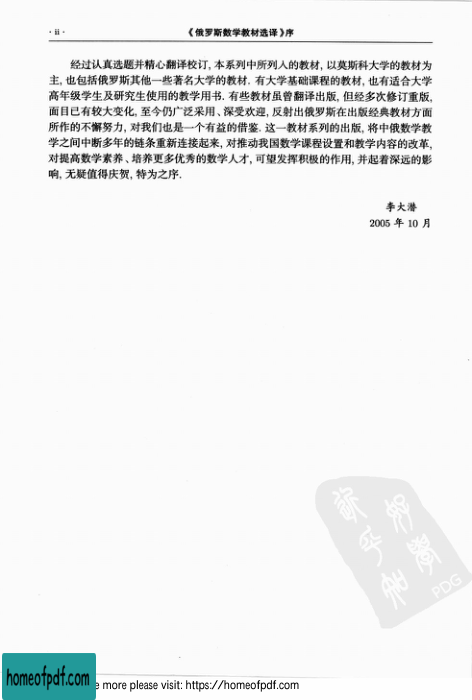 · ii ·
《俄罗斯数学教材选译》序
经过认真选题并精心翻译校订, 本系列中所列入的教材, 以莫斯科大学的教材为
主, 也包括俄罗斯其他一些著名大学的教材. 有大学基础课程的教材, 也有适合大学
高年级学生及研究生使用的教学用书. 有些教材虽曾翻译出版, 但经多次修订重版,
面目已有较大变化, 至今仍广泛采用、深受欢迎, 反射出俄罗斯在出版经典教材方面
所作的不懈努力, 对我们也是一个有益的借鉴. 这一教材系列的出版, 将中俄数学教
学之间中断多年的链条重新连接起来, 对推动我国数学课程设置和教学内容的改革,
对提高数学素养、培养更多优秀的数学人才, 可望发挥积极的作用, 并起着深远的影
响, 无疑值得庆贺, 特为之序.
李大潜
2005 年 10 月
PDG
homeofpdf.com
e more please visit: https://homeofpdf.com